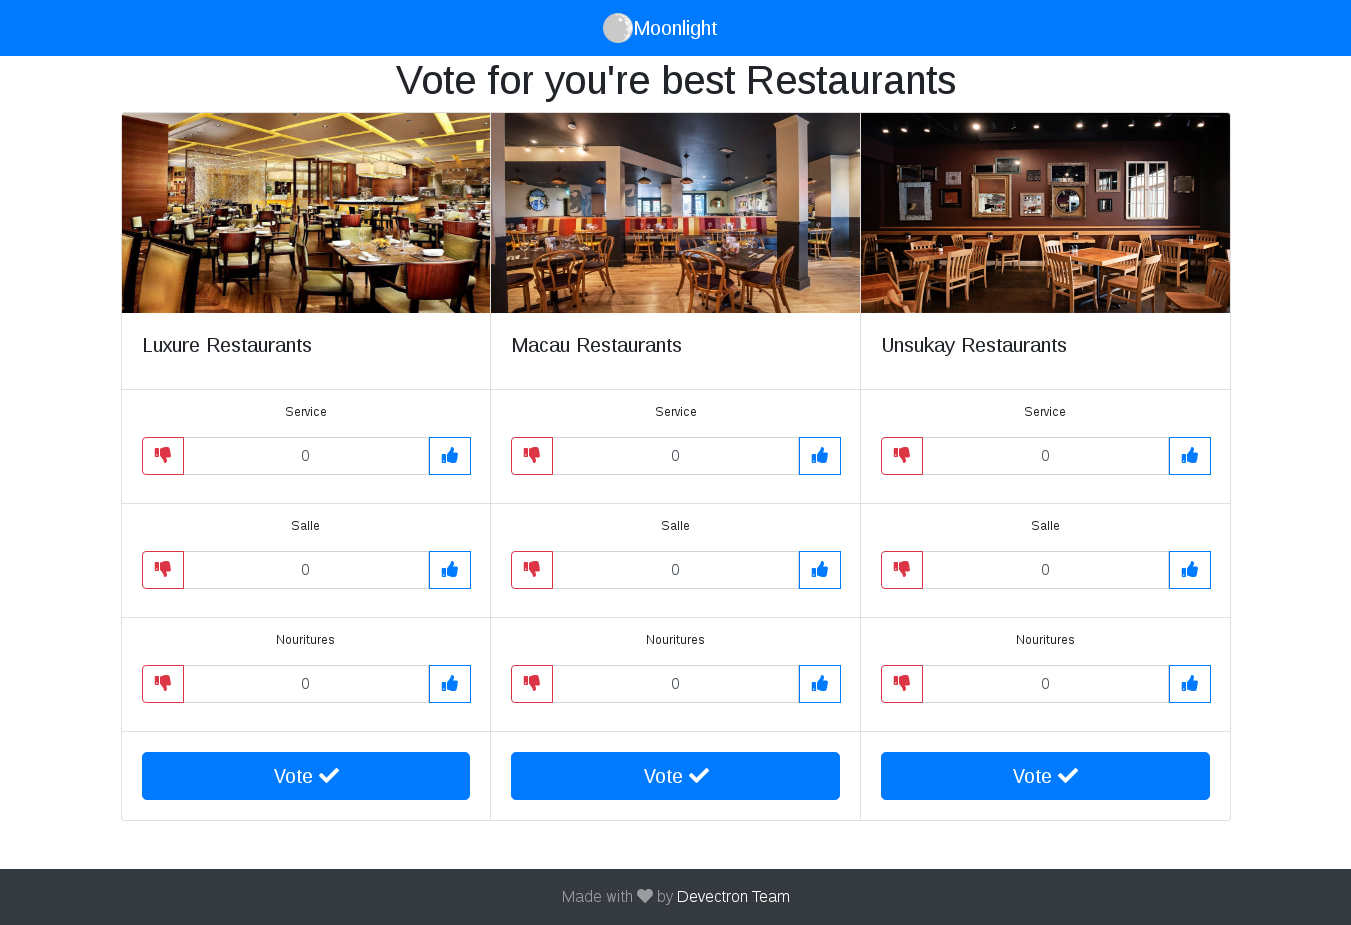 Moonlight
Vote for you're best Restaurants
Luxure Restaurants
Macau Restaurants
Unsukay Restaurants
Service
Service
Service
0
0
0
Salle
Salle
Salle
0
0
0
Nouritures
Nouritures
Nouritures
0
0
0
Vote
Vote
Vote
Made with by Devectron Team